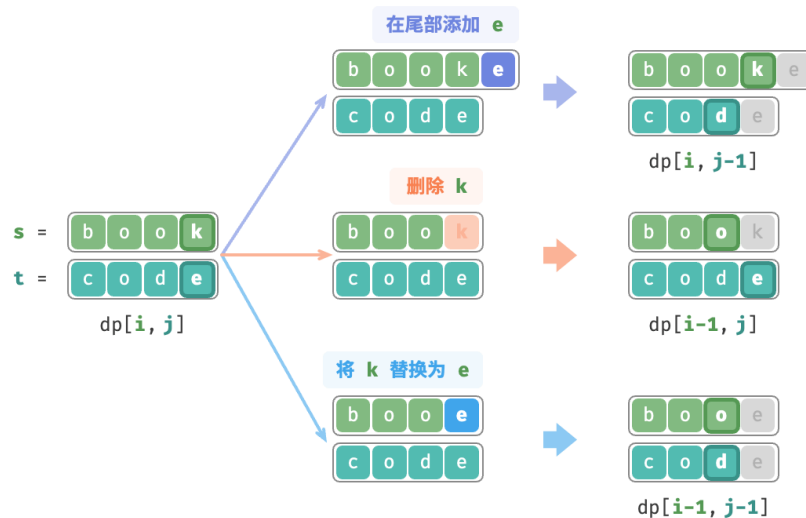 在尾部添加 e
b o o k e
c o d e
b o o k e
c o d e
dp[i, j-1]
删除 k
s = b o o k
t = c o d e
dp[i, j]
b o o k
c o d e
b o o k
c o d e
dp[i-1, j]
将 k 替换为 e
b o o e
c o d e
b o o e
c o d e
dp[i-1, j-1]